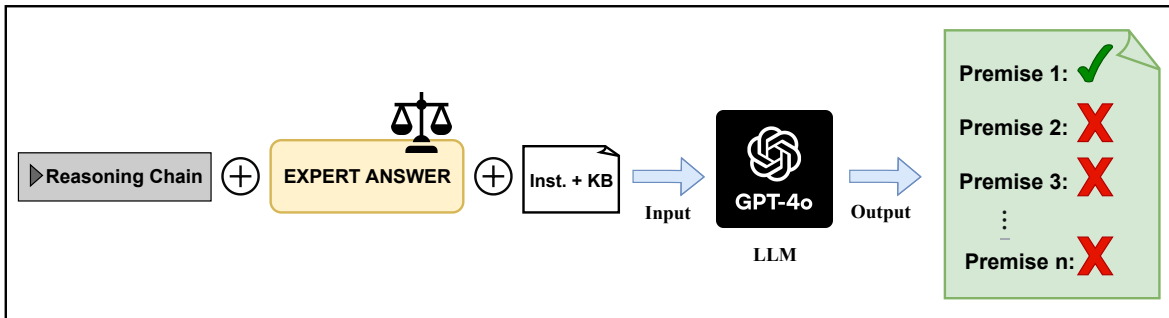 Reasoning Chain
EXPERT ANSWER
Inst. + KB
Input
GPT-4o
LLM
Output
Premise 1:
Premise 2:
Premise 3:
Premise n: